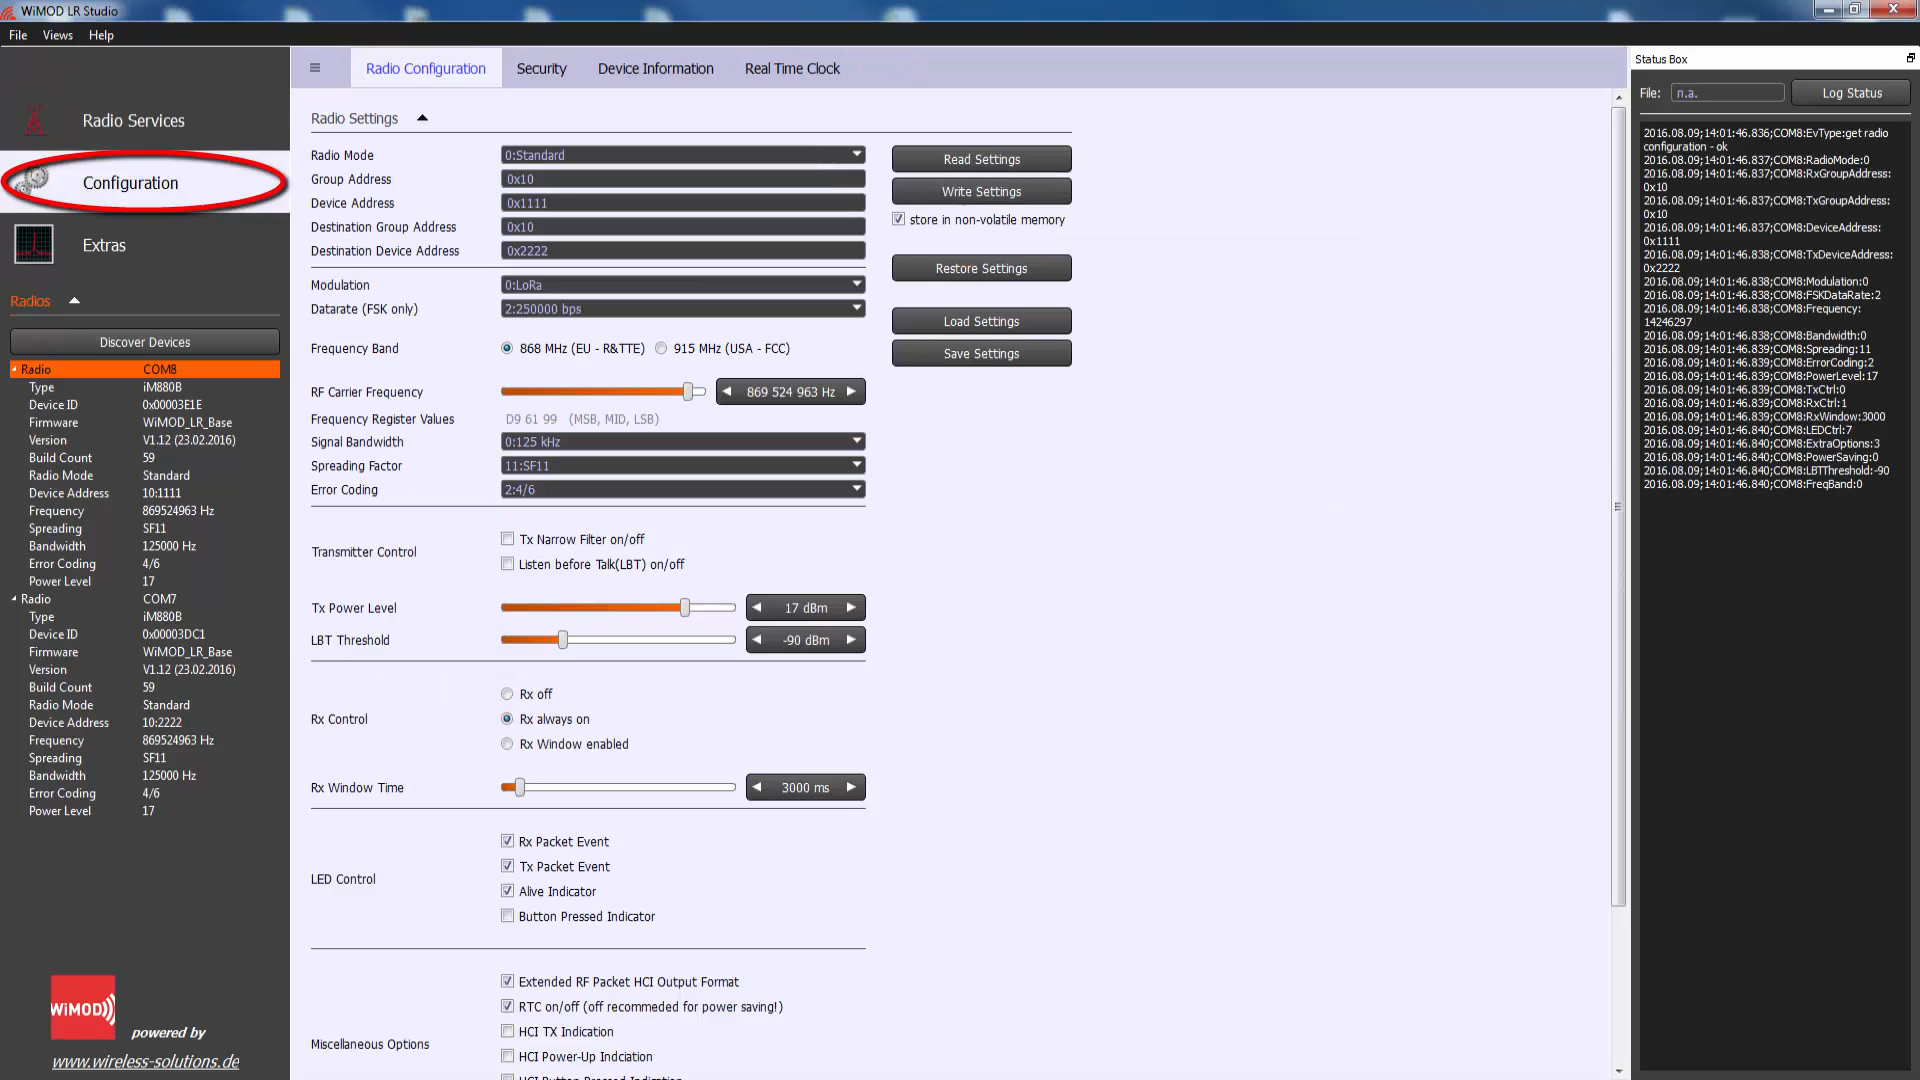 WiMOD LR Studio
File Views Help
Radio Services
Configuration
Extras
Radios
Discover Devices
Radio COM8
Type iM880B
Device ID 0x00003E1E
Firmware WiMOD_LR_Base
Version V1.12 (23.02.2016)
Build Count 59
Radio Mode Standard
Device Address 10:1111
Frequency 869524963 Hz
Spreading SF11
Bandwidth 125000 Hz
Error Coding 4/6
Power Level 17
Radio COM7
Type iM880B
Device ID 0x00003DC1
Firmware WiMOD_LR_Base
Version V1.12 (23.02.2016)
Build Count 59
Radio Mode Standard
Device Address 10:2222
Frequency 869524963 Hz
Spreading SF11
Bandwidth 125000 Hz
Error Coding 4/6
Power Level 17
WiMOD
powered by
www.wireless-solutions.de
Radio Configuration Security Device Information Real Time Clock
Radio Settings
Radio Mode 0:Standard
Group Address 0x10
Device Address 0x1111
Destination Group Address 0x10
Destination Device Address 0x2222
Modulation 0:LoRa
Datarate (FSK only) 2:250000 bps
Frequency Band 868 MHz (EU - R&TTE) 915 MHz (USA - FCC)
RF Carrier Frequency 869 524 963 Hz
Frequency Register Values D9 61 99 (MSB, MID, LSB)
Signal Bandwidth 0:125 kHz
Spreading Factor 11:SF11
Error Coding 2:4/6
Transmitter Control
Tx Narrow Filter on/off
Listen before Talk(LBT) on/off
Tx Power Level 17 dBm
LBT Threshold -90 dBm
Rx Control
Rx off
Rx always on
Rx Window enabled
Rx Window Time 3000 ms
LED Control
Rx Packet Event
Tx Packet Event
Alive Indicator
Button Pressed Indicator
Miscellaneous Options
Extended RF Packet HCI Output Format
RTC on/off (off recommeded for power saving!)
HCI TX Indication
HCI Power-Up Indciation
HCI Button Pressed Indication
Read Settings
Write Settings
store in non-volatile memory
Restore Settings
Load Settings
Save Settings
Status Box
File: n.a. Log Status
2016.08.09;14:01:46.836;COM8:EvType:get radio
configuration - ok
2016.08.09;14:01:46.837;COM8:RadioMode:0
2016.08.09;14:01:46.837;COM8:RxGroupAddress:
0x10
2016.08.09;14:01:46.837;COM8:TxGroupAddress:
0x10
2016.08.09;14:01:46.837;COM8:DeviceAddress:
0x1111
2016.08.09;14:01:46.838;COM8:TxDeviceAddress:
0x2222
2016.08.09;14:01:46.838;COM8:Modulation:0
2016.08.09;14:01:46.838;COM8:FSKDataRate:2
2016.08.09;14:01:46.838;COM8:Frequency:
14246297
2016.08.09;14:01:46.838;COM8:Bandwidth:0
2016.08.09;14:01:46.839;COM8:Spreading:11
2016.08.09;14:01:46.839;COM8:ErrorCoding:2
2016.08.09;14:01:46.839;COM8:PowerLevel:17
2016.08.09;14:01:46.839;COM8:TxCtrl:0
2016.08.09;14:01:46.839;COM8:RxCtrl:1
2016.08.09;14:01:46.839;COM8:RxWindow:3000
2016.08.09;14:01:46.840;COM8:LEDCtrl:7
2016.08.09;14:01:46.840;COM8:ExtraOptions:3
2016.08.09;14:01:46.840;COM8:PowerSaving:0
2016.08.09;14:01:46.840;COM8:LBTThreshold:-90
2016.08.09;14:01:46.840;COM8:FreqBand:0